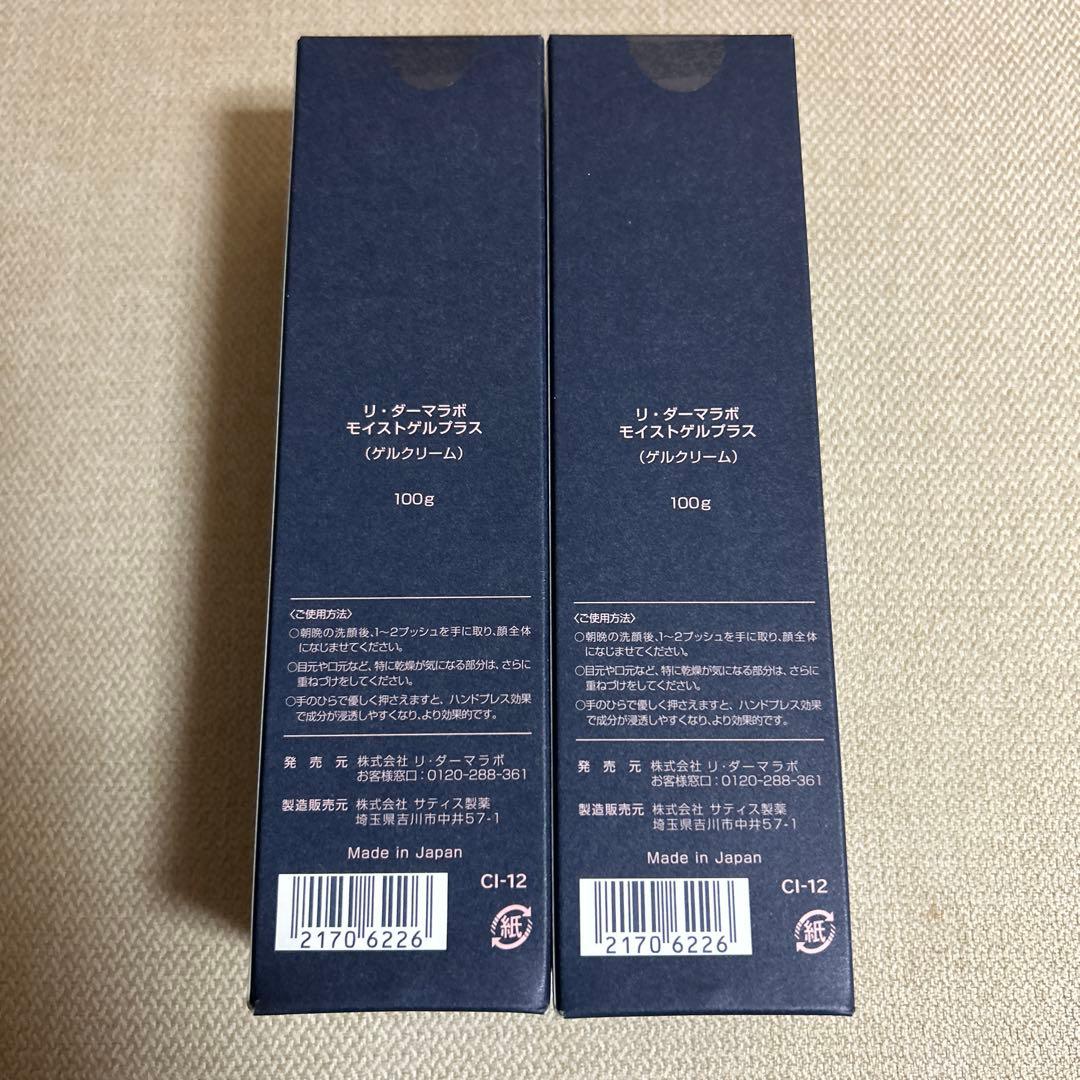 リ・ダーマラボ
モイストゲルプラス
（ゲルクリーム）
100g
〈ご使用方法〉
○朝晩の洗顔後、1〜2プッシュを手に取り、顔全体
になじませてください。
○目元や口元など、特に乾燥が気になる部分は、さらに
重ねづけをしてください。
○手のひらで優しく押さえますと、ハンドプレス効果
で成分が浸透しやすくなり、より効果的です。
発売元 株式会社 リ・ダーマラボ
お客様窓口：0120-288-361
製造販売元 株式会社 サティス製薬
埼玉県吉川市中井57-1
Made in Japan
CI-12
2170 6226
紙
リ・ダーマラボ
モイストゲルプラス
（ゲルクリーム）
100g
〈ご使用方法〉
○朝晩の洗顔後、1〜2プッシュを手に取り、顔全体
になじませてください。
○目元や口元など、特に乾燥が気になる部分は、さらに
重ねづけをしてください。
○手のひらで優しく押さえますと、ハンドプレス効果
で成分が浸透しやすくなり、より効果的です。
発売元 株式会社 リ・ダーマラボ
お客様窓口：0120-288-361
製造販売元 株式会社 サティス製薬
埼玉県吉川市中井57-1
Made in Japan
CI-12
2170 6226
紙